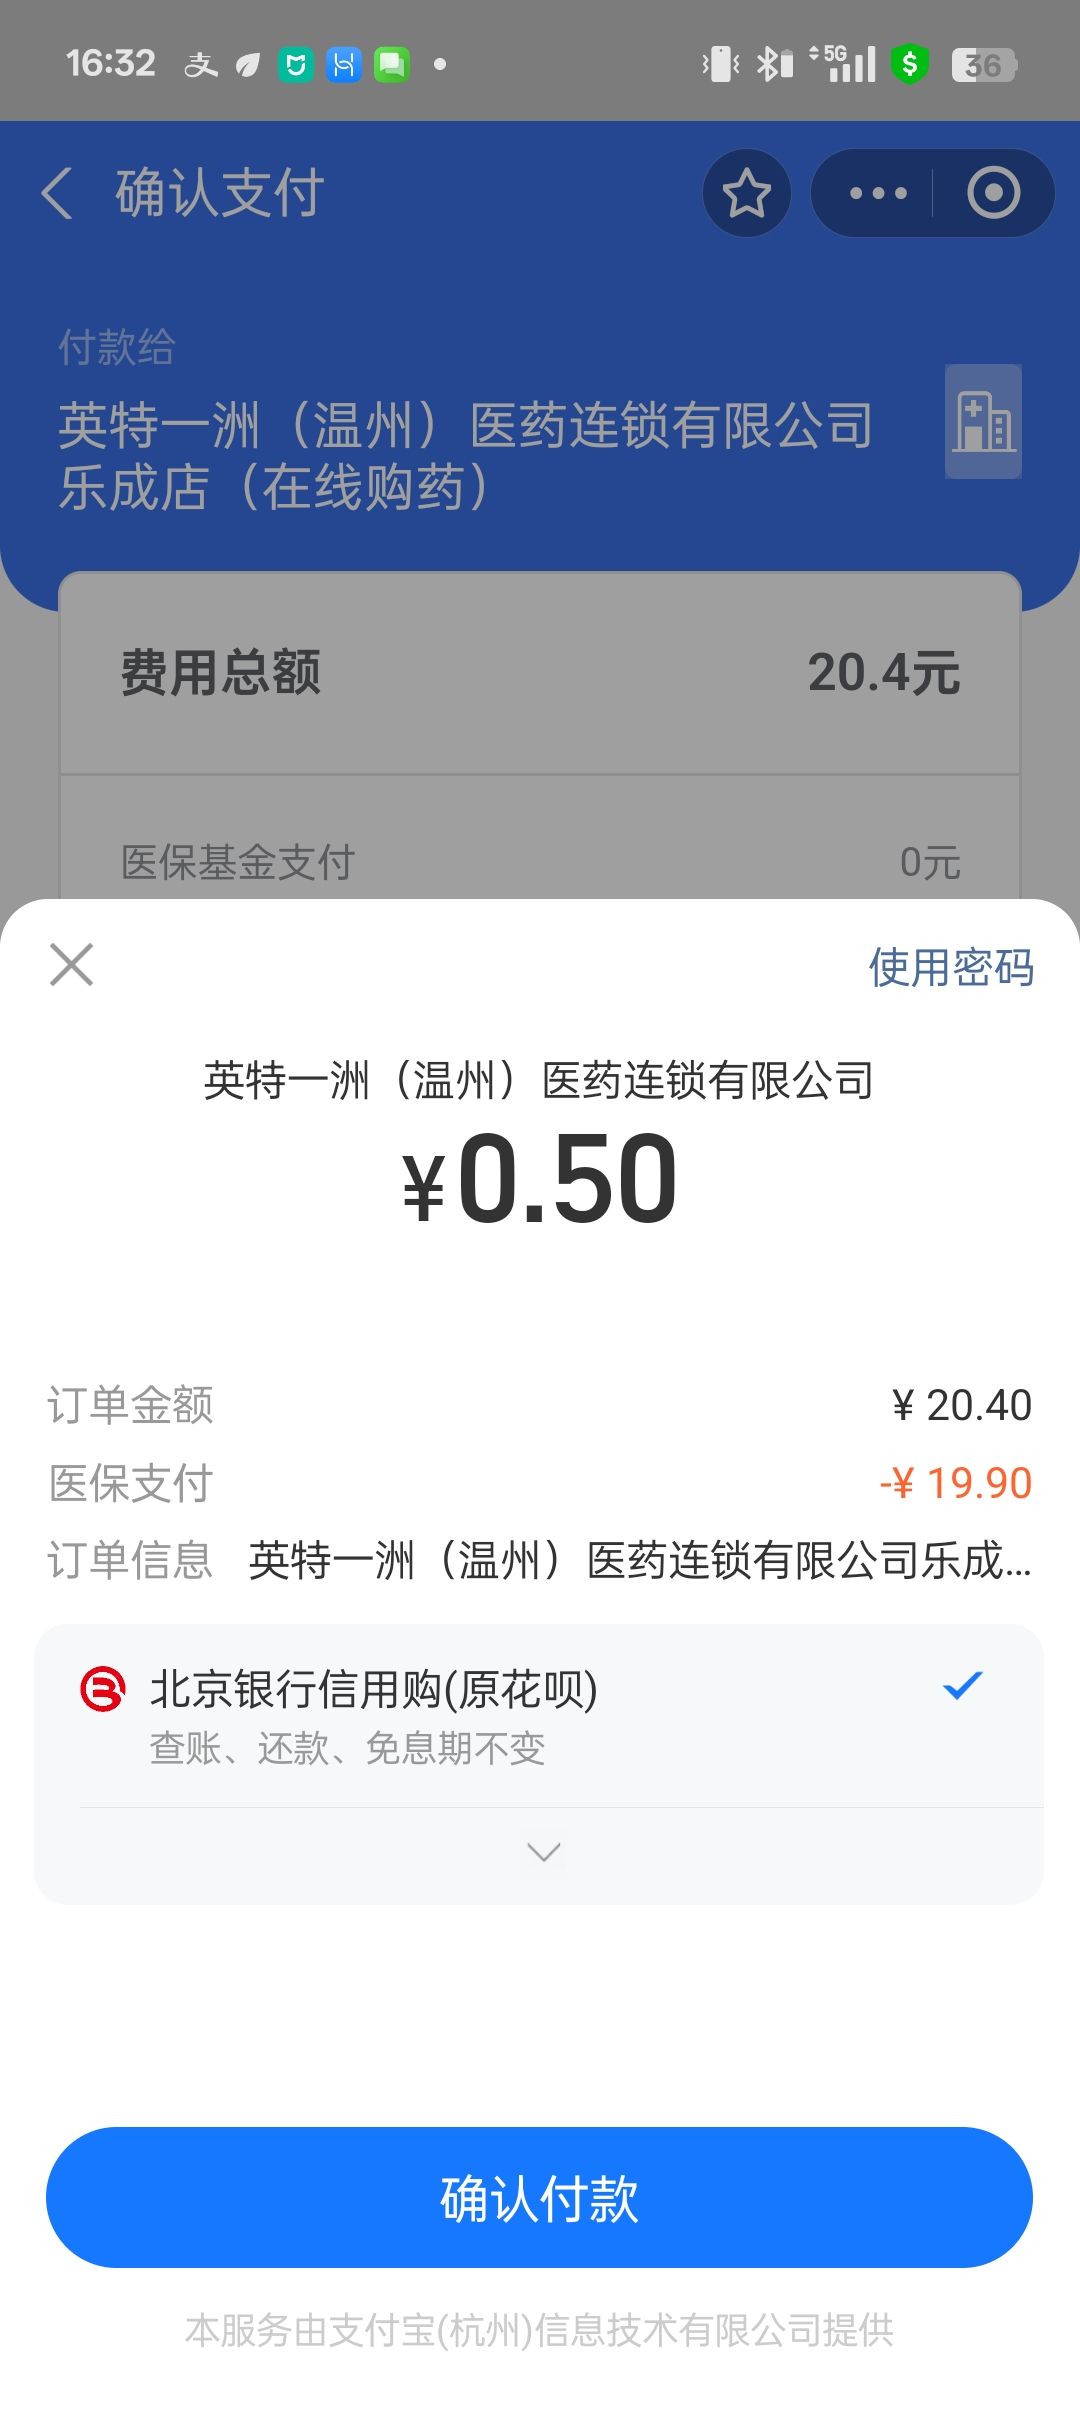 16:32
支
5G
36
确认支付
付款给
英特一洲（温州）医药连锁有限公司
乐成店（在线购药）
费用总额 20.4元
医保基金支付 0元
使用密码
英特一洲（温州）医药连锁有限公司
¥0.50
订单金额 ¥ 20.40
医保支付 -¥ 19.90
订单信息 英特一洲（温州）医药连锁有限公司乐成...
北京银行信用购(原花呗)
查账、还款、免息期不变
确认付款
本服务由支付宝(杭州)信息技术有限公司提供